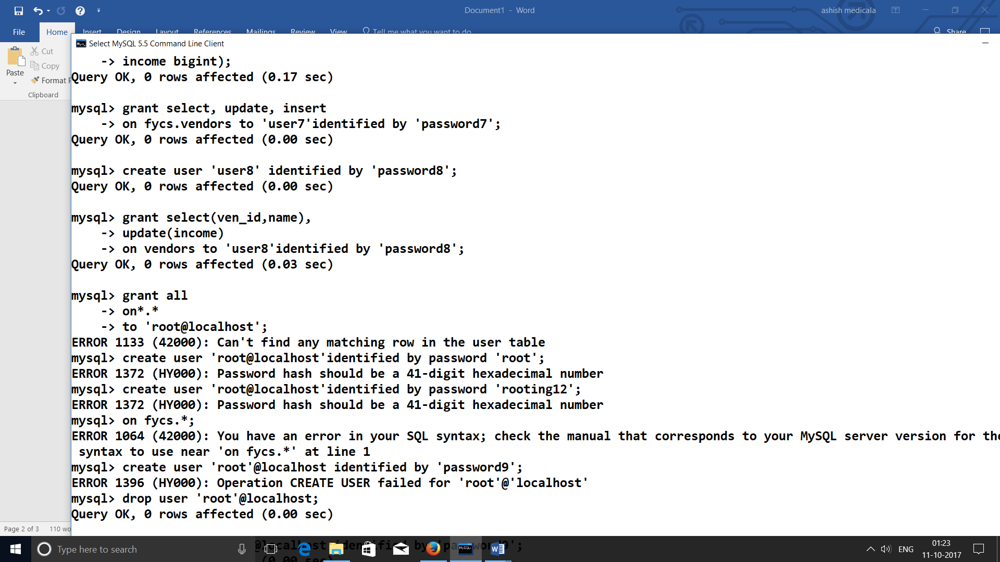 Document1 - Word
ashish medicala
File
Home
Insert
Design
Layout
References
Mailings
Review
View
Tell me what you want to do
Share
Paste
Cut
Copy
Format
Clipboard
Select MySQL 5.5 Command Line Client
-> income bigint);
Query OK, 0 rows affected (0.17 sec)
mysql> grant select, update, insert
-> on fycs.vendors to 'user7'identified by 'password7';
Query OK, 0 rows affected (0.00 sec)
mysql> create user 'user8' identified by 'password8';
Query OK, 0 rows affected (0.00 sec)
mysql> grant select(ven_id,name),
-> update(income)
-> on vendors to 'user8'identified by 'password8';
Query OK, 0 rows affected (0.03 sec)
mysql> grant all
-> on*.*
-> to 'root@localhost';
ERROR 1133 (42000): Can't find any matching row in the user table
mysql> create user 'root@localhost'identified by password 'root';
ERROR 1372 (HY000): Password hash should be a 41-digit hexadecimal number
mysql> create user 'root@localhost'identified by password 'rooting12';
ERROR 1372 (HY000): Password hash should be a 41-digit hexadecimal number
mysql> on fycs.*;
ERROR 1064 (42000): You have an error in your SQL syntax; check the manual that corresponds to your MySQL server version for the
syntax to use near 'on fycs.*' at line 1
mysql> create user 'root'@localhost identified by 'password9';
ERROR 1396 (HY000): Operation CREATE USER failed for 'root'@'localhost'
mysql> drop user 'root'@localhost;
Query OK, 0 rows affected (0.00 sec)
Page 2 of 3 110 wo
Type here to search
@localhost identified by 'password9';
(0.00 sec)
MySQL
ENG
01:23
11-10-2017